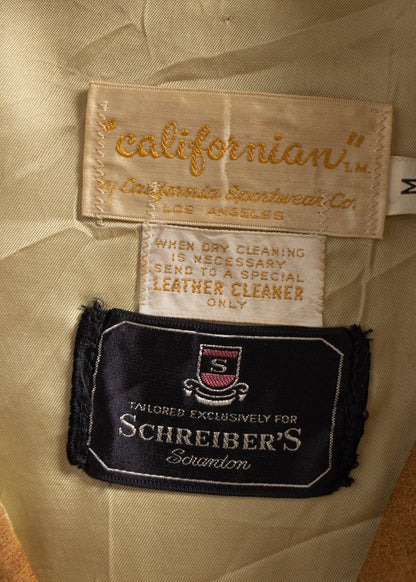 "californian" T.M.
by California Sportwear Co.
LOS ANGELES
M
WHEN DRY CLEANING
IS NECESSARY
SEND TO A SPECIAL
LEATHER CLEANER
ONLY
S
TAILORED EXCLUSIVELY FOR
SCHREIBER'S
Scranton